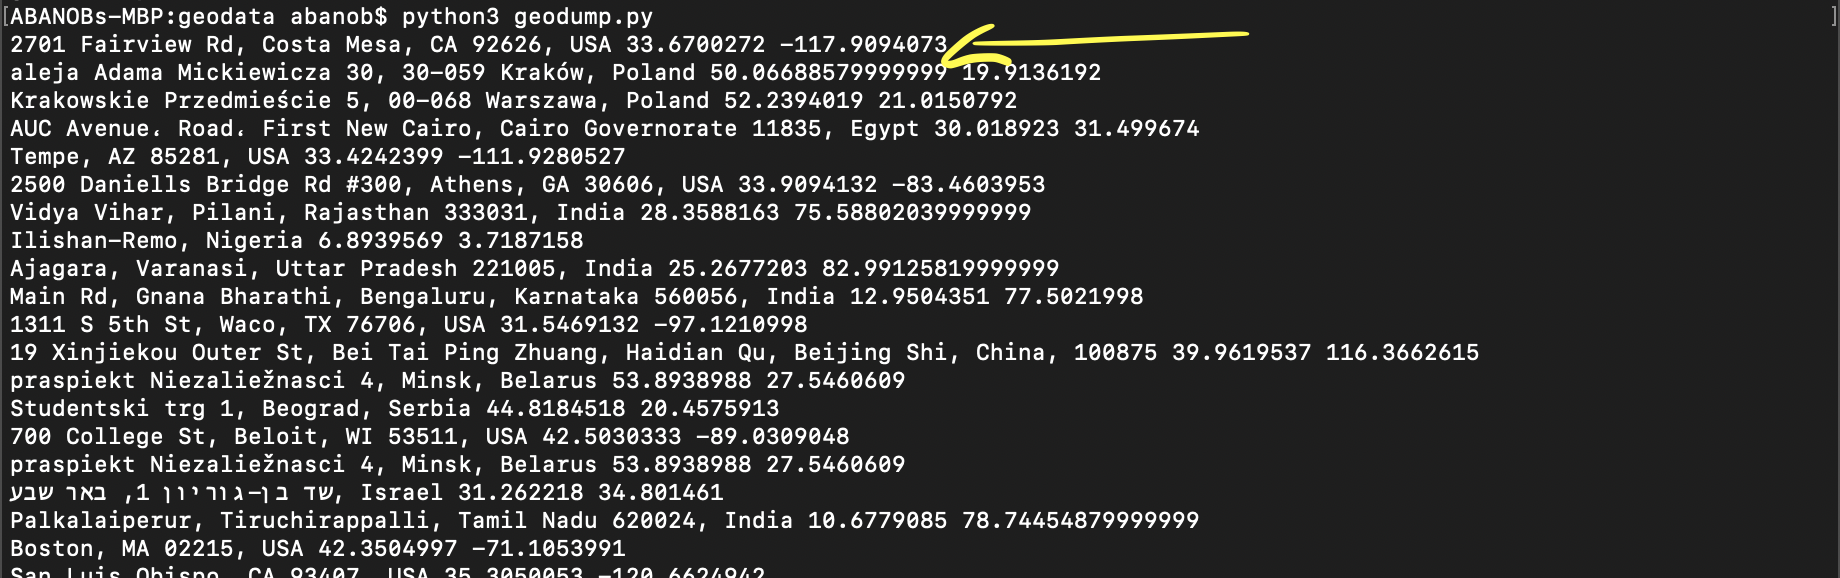 [ABANOBs-MBP:geodata abanob$ python3 geodump.py ]
2701 Fairview Rd, Costa Mesa, CA 92626, USA 33.6700272 -117.9094073
aleja Adama Mickiewicza 30, 30-059 Kraków, Poland 50.06688579999999 19.9136192
Krakowskie Przedmieście 5, 00-068 Warszawa, Poland 52.2394019 21.0150792
AUC Avenue، Road، First New Cairo, Cairo Governorate 11835, Egypt 30.018923 31.499674
Tempe, AZ 85281, USA 33.4242399 -111.9280527
2500 Daniells Bridge Rd #300, Athens, GA 30606, USA 33.9094132 -83.4603953
Vidya Vihar, Pilani, Rajasthan 333031, India 28.3588163 75.58802039999999
Ilishan-Remo, Nigeria 6.8939569 3.7187158
Ajagara, Varanasi, Uttar Pradesh 221005, India 25.2677203 82.99125819999999
Main Rd, Gnana Bharathi, Bengaluru, Karnataka 560056, India 12.9504351 77.5021998
1311 S 5th St, Waco, TX 76706, USA 31.5469132 -97.1210998
19 Xinjiekou Outer St, Bei Tai Ping Zhuang, Haidian Qu, Beijing Shi, China, 100875 39.9619537 116.3662615
praspiekt Niezaliežnasci 4, Minsk, Belarus 53.8938988 27.5460609
Studentski trg 1, Beograd, Serbia 44.8184518 20.4575913
700 College St, Beloit, WI 53511, USA 42.5030333 -89.0309048
praspiekt Niezaliežnasci 4, Minsk, Belarus 53.8938988 27.5460609
שד בן-גוריון 1, באר שבע, Israel 31.262218 34.801461
Palkalaiperur, Tiruchirappalli, Tamil Nadu 620024, India 10.6779085 78.74454879999999
Boston, MA 02215, USA 42.3504997 -71.1053991
San Luis Obispo, CA 93407, USA 35.3050053 -120.6624942